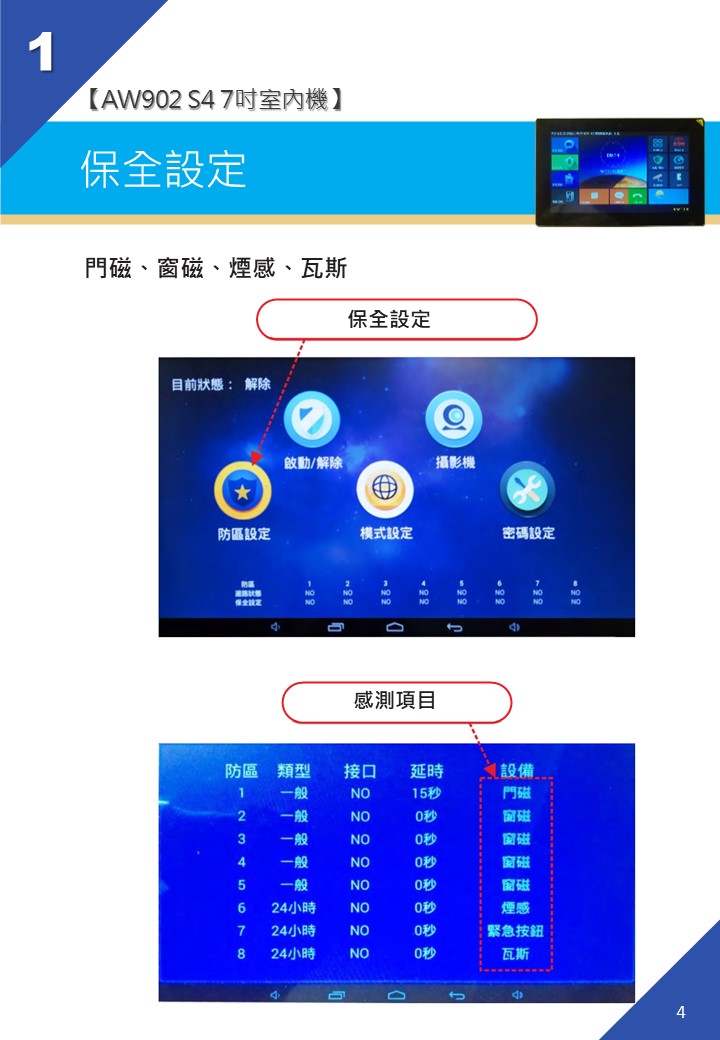 1
【AW902 S4 7吋室內機】
保全設定
門磁、窗磁、煙感、瓦斯
保全設定
目前狀態： 解除
啟動/解除 攝影機
防區設定 模式設定 密碼設定
防區 1 2 3 4 5 6 7 8
迴路狀態 NO NO NO NO NO NO NO NO
保全設定 NO NO NO NO NO NO NO NO
感測項目
防區 類型 接口 延時 設備
1 一般 NO 15秒 門磁
2 一般 NO 0秒 窗磁
3 一般 NO 0秒 窗磁
4 一般 NO 0秒 窗磁
5 一般 NO 0秒 窗磁
6 24小時 NO 0秒 煙感
7 24小時 NO 0秒 緊急按鈕
8 24小時 NO 0秒 瓦斯
4